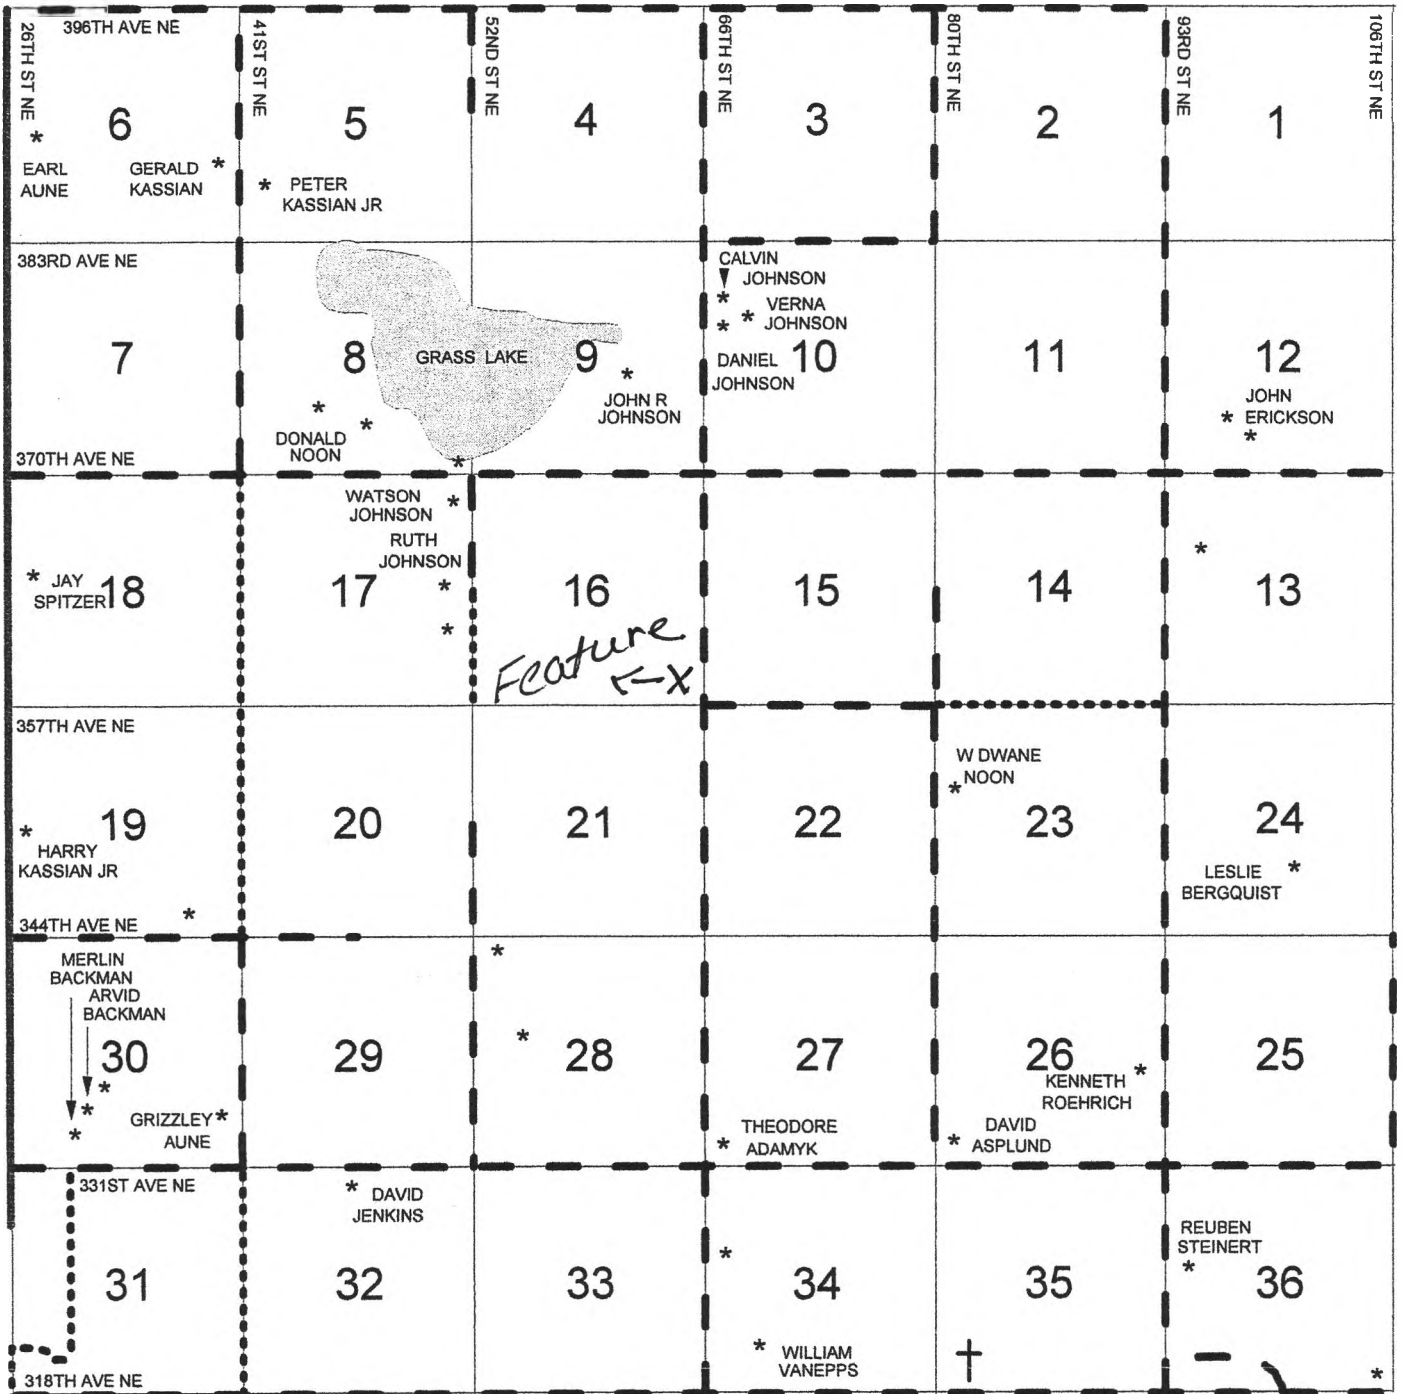 396TH AVE NE
26TH ST NE
41ST ST NE
52ND ST NE
66TH ST NE
80TH ST NE
93RD ST NE
106TH ST NE
6
5
4
3
2
1
* EARL
AUNE
GERALD *
KASSIAN
* PETER
KASSIAN JR
383RD AVE NE
7
8
GRASS LAKE
9
10
11
12
CALVIN
JOHNSON
*
* VERNA
* JOHNSON
DANIEL
JOHNSON
*
JOHN R
JOHNSON
JOHN
* ERICKSON
*
* *
DONALD
NOON
*
370TH AVE NE
WATSON *
JOHNSON
RUTH
JOHNSON
*
*
* JAY
SPITZER
18
17
16
15
14
13
*
Feature
←X
357TH AVE NE
W DWANE
* NOON
19
20
21
22
23
24
* HARRY
KASSIAN JR
LESLIE *
BERGQUIST
*
344TH AVE NE
MERLIN
BACKMAN
ARVID
BACKMAN
*
*
30
29
28
27
26
25
*
*
*
GRIZZLEY *
AUNE
KENNETH *
ROEHRICH
THEODORE
* ADAMYK
DAVID
* ASPLUND
331ST AVE NE
* DAVID
JENKINS
*
REUBEN
STEINERT
*
31
32
33
34
35
36
* WILLIAM
VANEPPS
*
318TH AVE NE